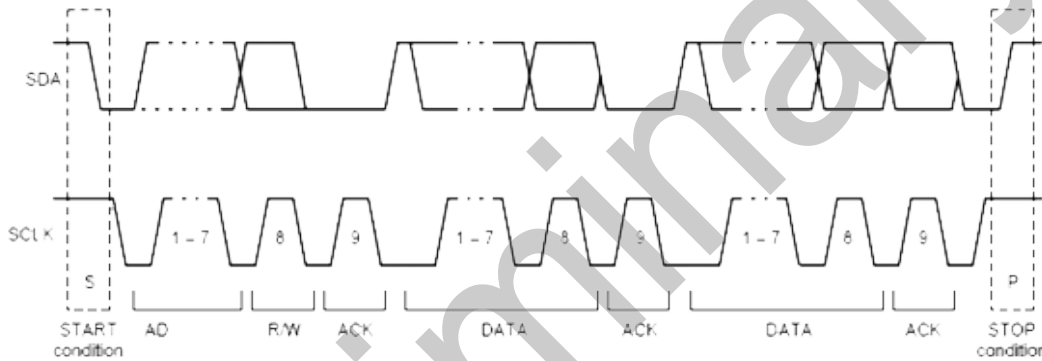 SDA
SCLK
1 – 7 8 9 1 – 7 8 9 1 – 7 8 9
S P
START condition AD R/W ACK DATA ACK DATA ACK STOP condition